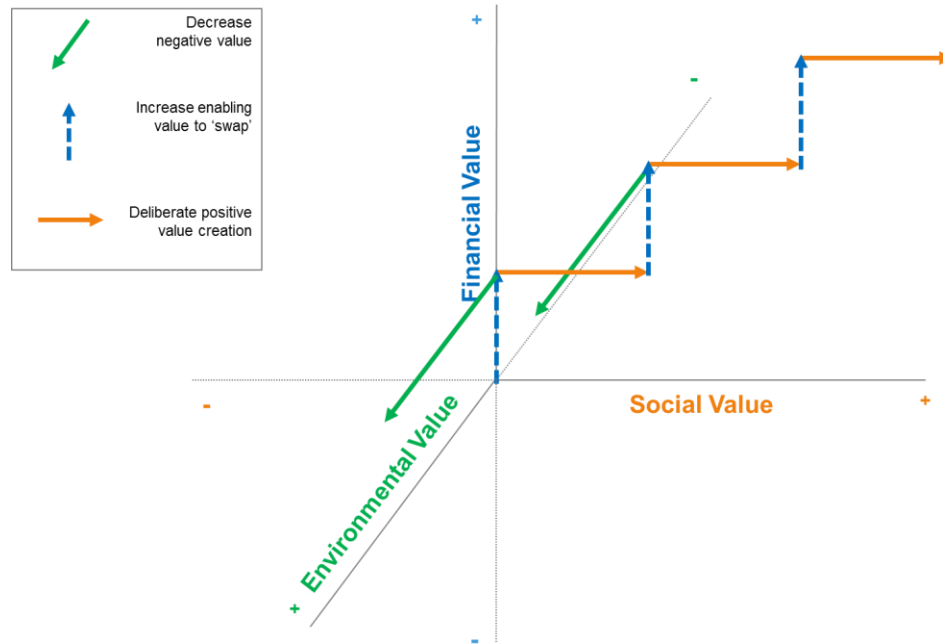 Decrease
negative value
Increase enabling
value to ‘swap’
Deliberate positive
value creation
+
-
Financial Value
-
Social Value
+
Environmental Value
+
-